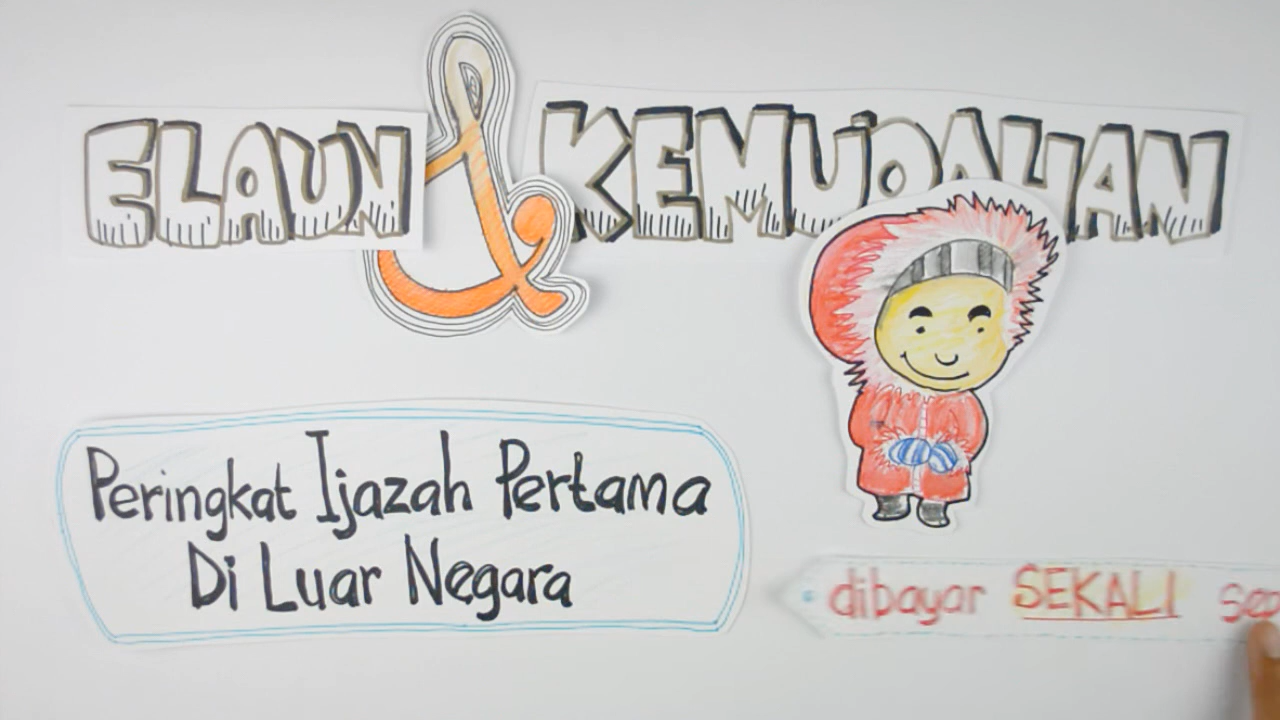 ELAUN & KEMUDAHAN
Peringkat Ijazah Pertama
Di Luar Negara
dibayar SEKALI